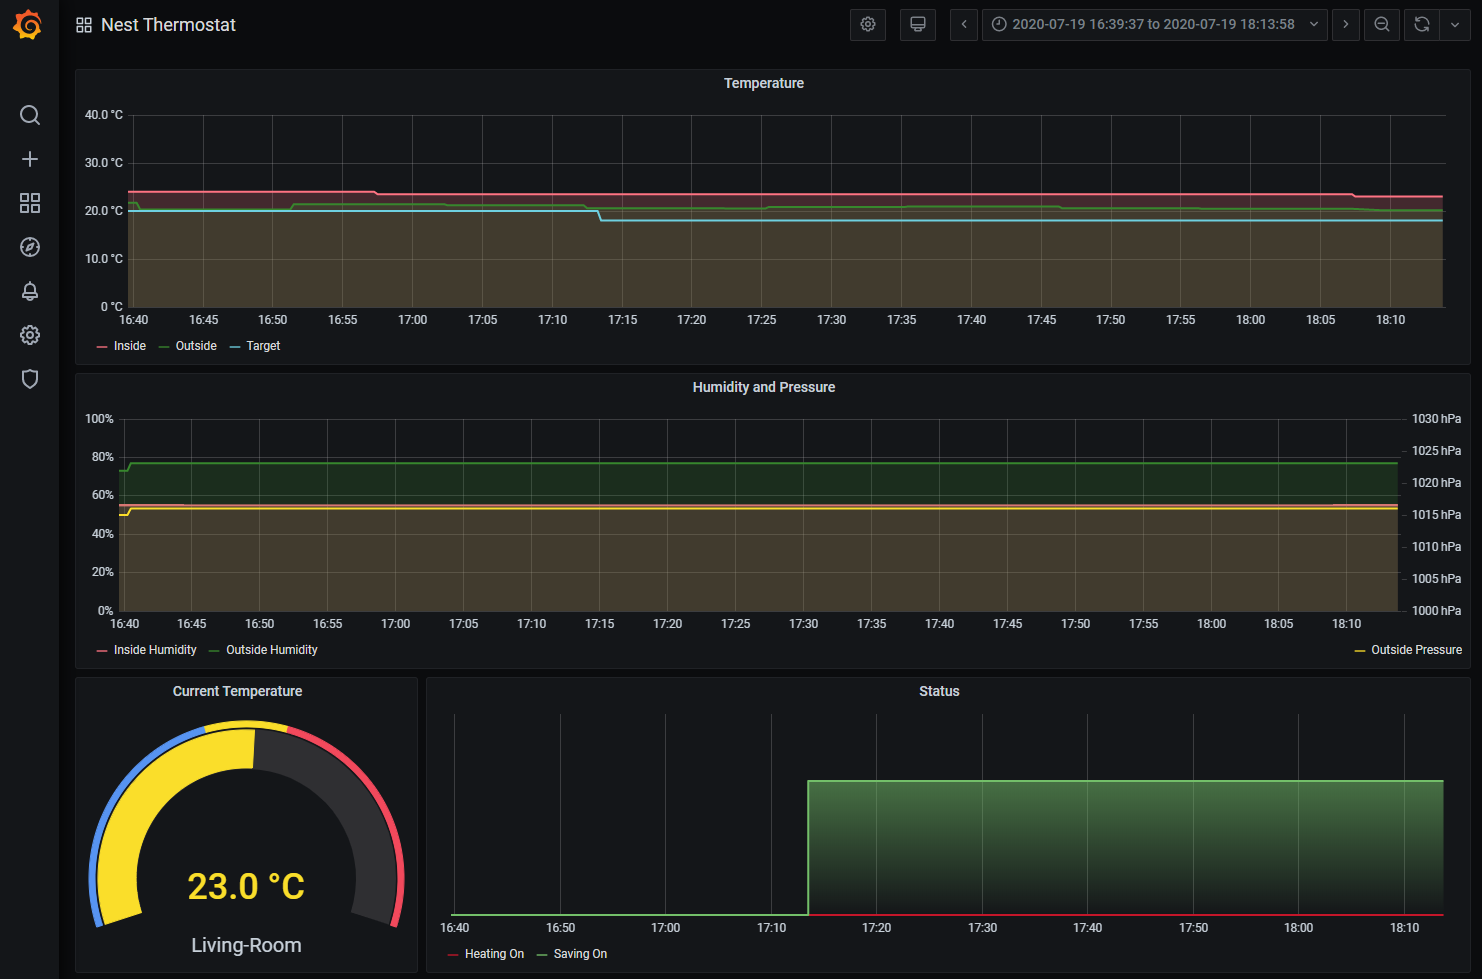 Nest Thermostat
2020-07-19 16:39:37 to 2020-07-19 18:13:58
Temperature
40.0 °C
30.0 °C
20.0 °C
10.0 °C
0 °C
16:40 16:45 16:50 16:55 17:00 17:05 17:10 17:15 17:20 17:25 17:30 17:35 17:40 17:45 17:50 17:55 18:00 18:05 18:10
Inside Outside Target
Humidity and Pressure
100% 1030 hPa
80% 1025 hPa
60% 1020 hPa
40% 1015 hPa
20% 1010 hPa
0% 1005 hPa
1000 hPa
16:40 16:45 16:50 16:55 17:00 17:05 17:10 17:15 17:20 17:25 17:30 17:35 17:40 17:45 17:50 17:55 18:00 18:05 18:10
Inside Humidity Outside Humidity Outside Pressure
Current Temperature
23.0 °C
Living-Room
Status
16:40 16:50 17:00 17:10 17:20 17:30 17:40 17:50 18:00 18:10
Heating On Saving On